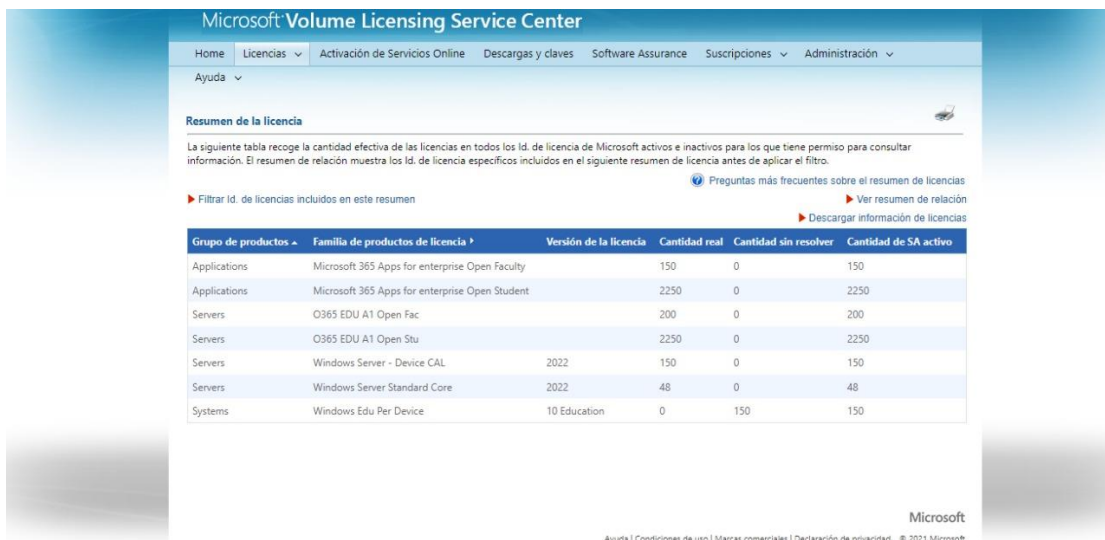 Microsoft Volume Licensing Service Center
Home Licencias Activación de Servicios Online Descargas y claves Software Assurance Suscripciones Administración
Ayuda
Resumen de la licencia
La siguiente tabla recoge la cantidad efectiva de las licencias en todos los Id. de licencia de Microsoft activos e inactivos para los que tiene permiso para consultar
información. El resumen de relación muestra los Id. de licencia específicos incluidos en el siguiente resumen de licencia antes de aplicar el filtro.
Preguntas más frecuentes sobre el resumen de licencias
Filtrar Id. de licencias incluidos en este resumen
Ver resumen de relación
Descargar información de licencias
Grupo de productos Familia de productos de licencia Versión de la licencia Cantidad real Cantidad sin resolver Cantidad de SA activo
Applications Microsoft 365 Apps for enterprise Open Faculty 150 0 150
Applications Microsoft 365 Apps for enterprise Open Student 2250 0 2250
Servers O365 EDU A1 Open Fac 200 0 200
Servers O365 EDU A1 Open Stu 2250 0 2250
Servers Windows Server - Device CAL 2022 150 0 150
Servers Windows Server Standard Core 2022 48 0 48
Systems Windows Edu Per Device 10 Education 0 150 150
Microsoft
Ayuda | Condiciones de uso | Marcas comerciales | Declaración de privacidad © 2021 Microsoft